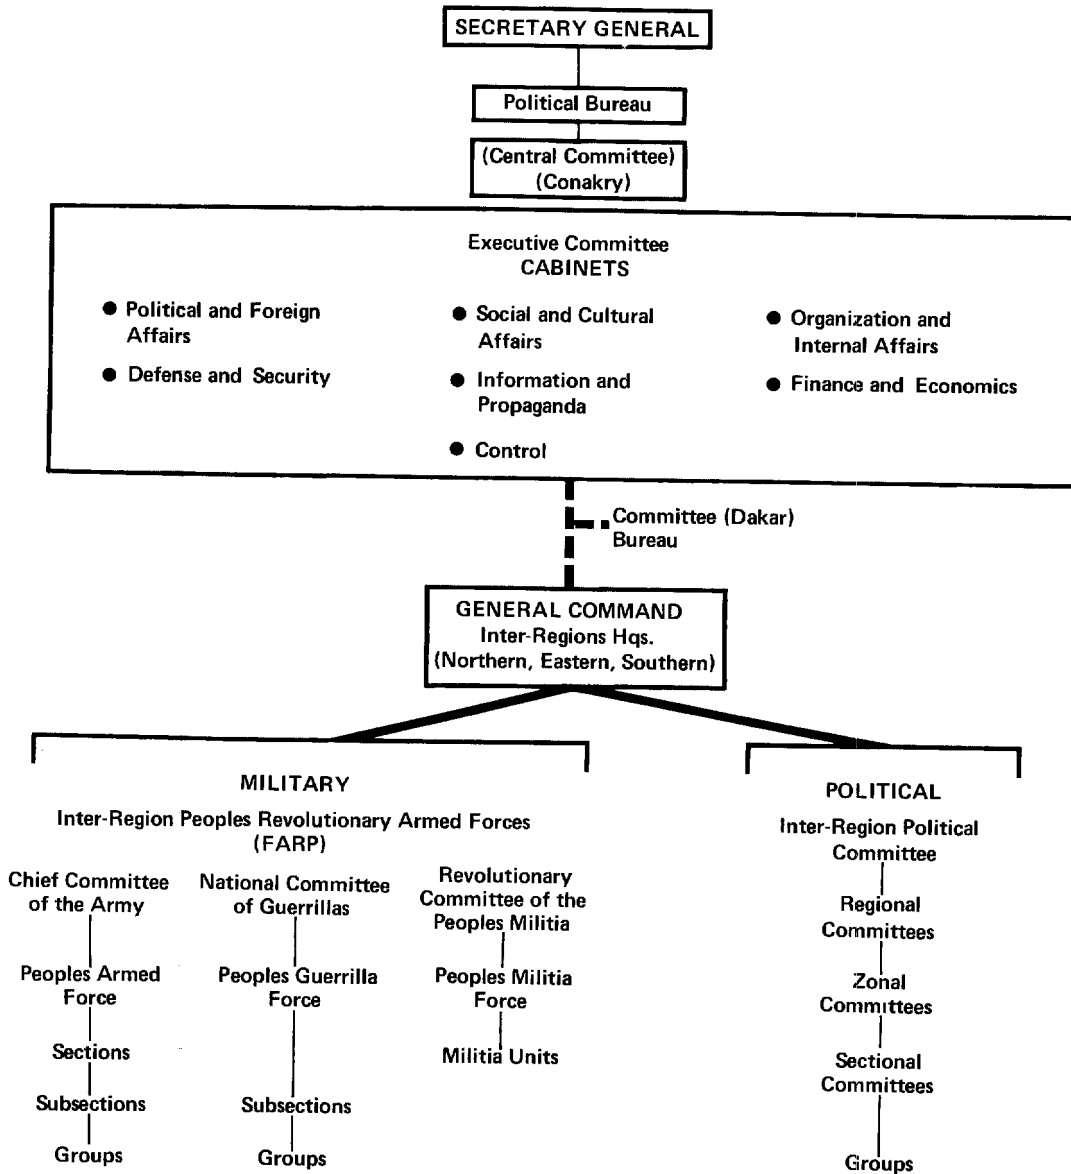 SECRETARY GENERAL
Political Bureau
(Central Committee)
(Conakry)
Executive Committee
CABINETS
● Political and Foreign
Affairs
● Defense and Security
● Social and Cultural
Affairs
● Information and
Propaganda
● Control
● Organization and
Internal Affairs
● Finance and Economics
Committee (Dakar)
Bureau
GENERAL COMMAND
Inter-Regions Hqs.
(Northern, Eastern, Southern)
MILITARY
Inter-Region Peoples Revolutionary Armed Forces
(FARP)
Chief Committee
of the Army
Peoples Armed
Force
Sections
Subsections
Groups
National Committee
of Guerrillas
Peoples Guerrilla
Force
Subsections
Groups
Revolutionary
Committee of the
Peoples Militia
Peoples Militia
Force
Militia Units
POLITICAL
Inter-Region Political
Committee
Regional
Committees
Zonal
Committees
Sectional
Committees
Groups